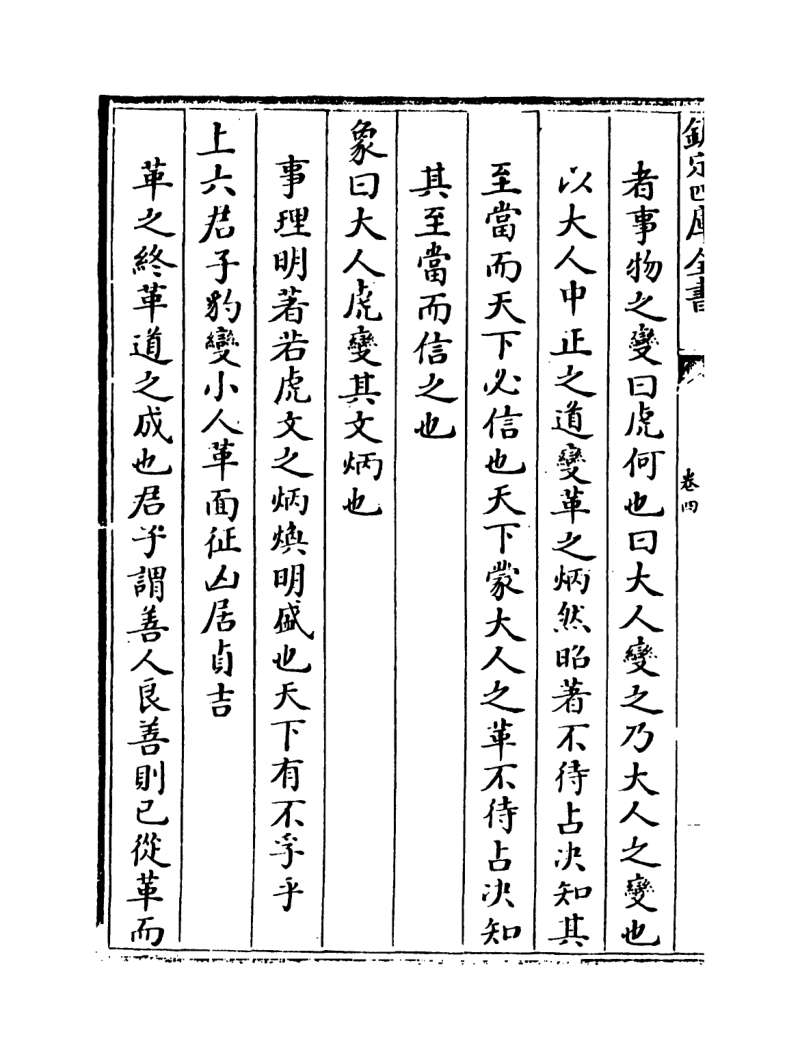 欽定四庫全書
卷四
者事物之變曰虎何也曰大人變之乃大人之變也
以大人中正之道變革之炳然昭著不待占决知其
至當而天下必信也天下蒙大人之革不待占决知
其至當而信之也
象曰大人虎變其文炳也
事理明著若虎文之炳煥明盛也天下有不孚乎
上六君子豹變小人革面征凶居貞吉
革之終革道之成也君子謂善人良善則已從革而